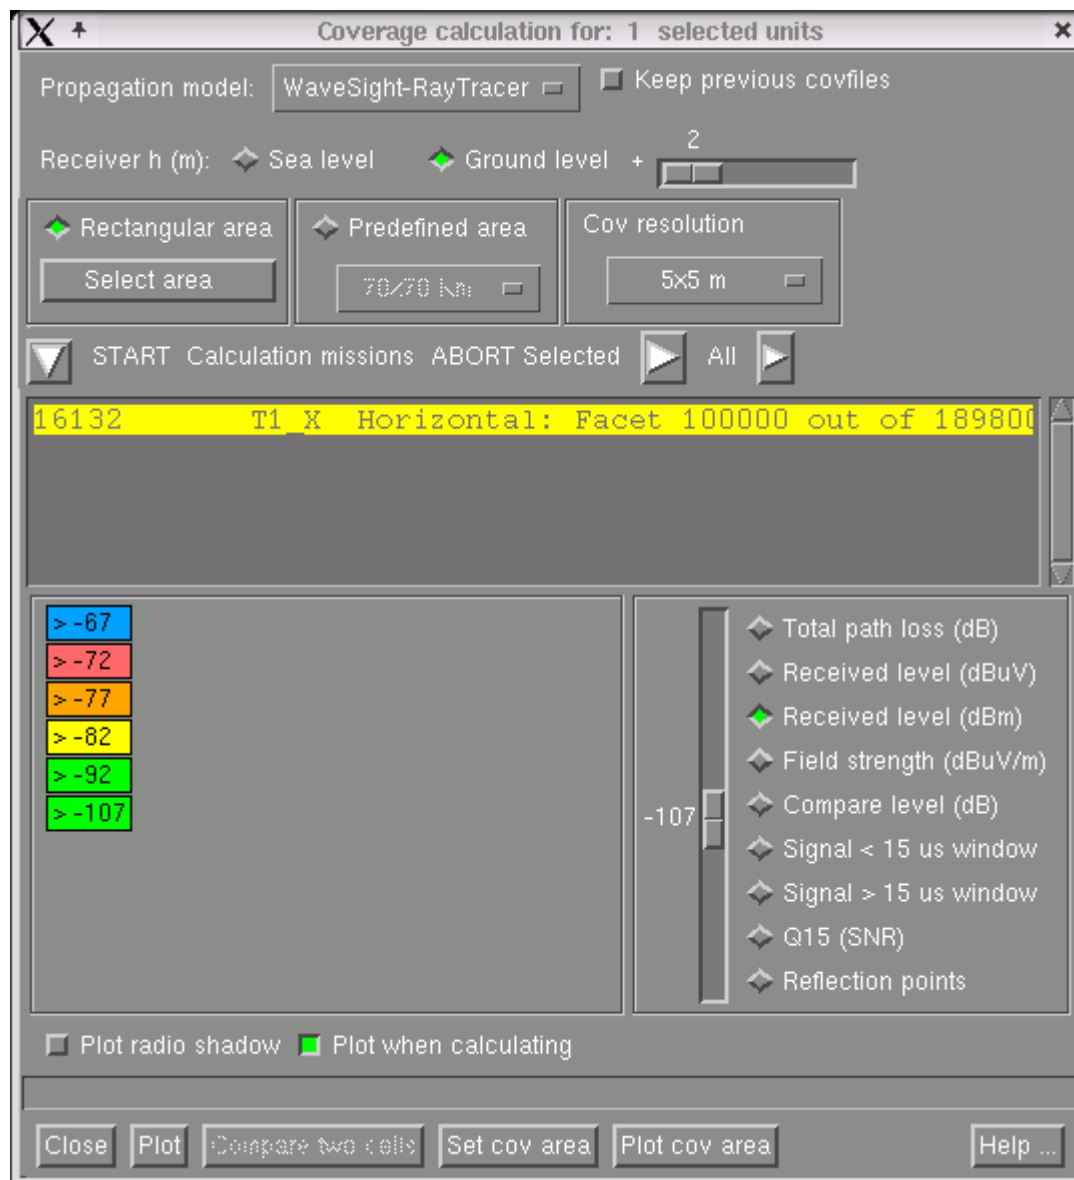 X Coverage calculation for: 1 selected units
Propagation model: WaveSight-RayTracer Keep previous covfiles
Receiver h (m): Sea level Ground level + 2
Rectangular area Predefined area Cov resolution
Select area 70/70 km 5x5 m
START Calculation missions ABORT Selected All
16132 T1_X Horizontal: Facet 100000 out of 189800
> -67
> -72
> -77
> -82
> -92
> -107
-107
Total path loss (dB)
Received level (dBuV)
Received level (dBm)
Field strength (dBuV/m)
Compare level (dB)
Signal < 15 us window
Signal > 15 us window
Q15 (SNR)
Reflection points
Plot radio shadow Plot when calculating
Close Plot Compare two cells Set cov area Plot cov area Help ...